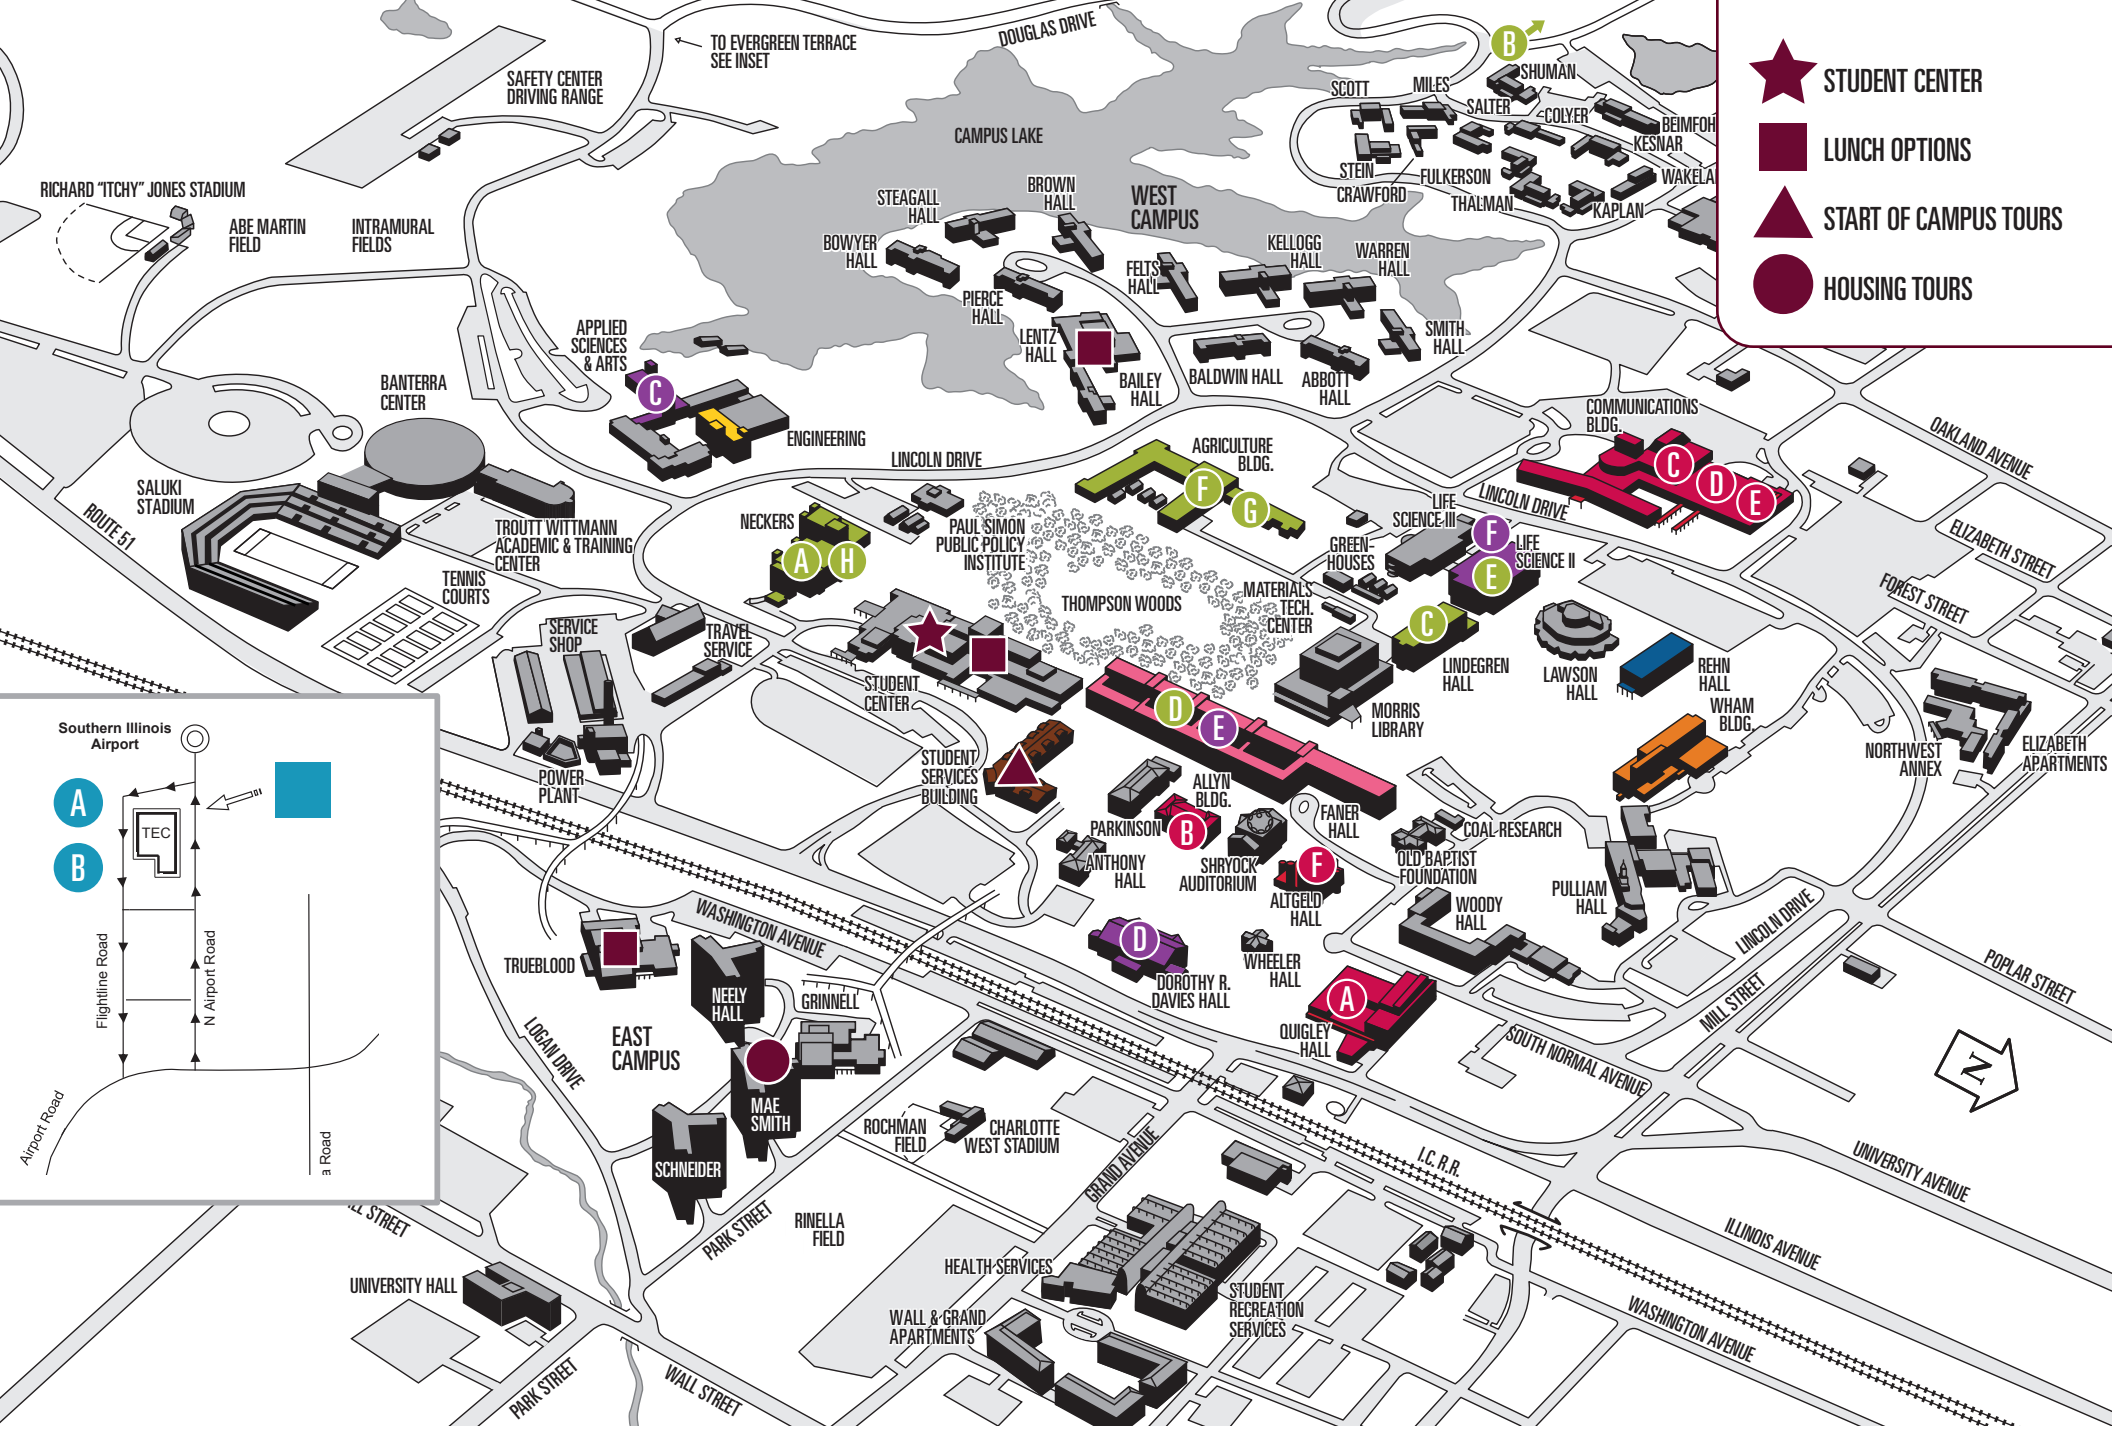 DOUGLAS DRIVE
TO EVERGREEN TERRACE
SEE INSET
SAFETY CENTER
DRIVING RANGE
CAMPUS LAKE
B
SHUMAN
SCOTT
MILES
SALTER
COLYER
BEIMFOH
KESNAR
STEIN
CRAWFORD
FULKERSON
THALMAN
KAPLAN
WAKELA
STUDENT CENTER
LUNCH OPTIONS
START OF CAMPUS TOURS
HOUSING TOURS
RICHARD "ITCHY" JONES STADIUM
ABE MARTIN
FIELD
INTRAMURAL
FIELDS
STEAGALL
HALL
BROWN
HALL
WEST
CAMPUS
BOWYER
HALL
PIERCE
HALL
FELTS
HALL
KELLOGG
HALL
WARREN
HALL
LENTZ
HALL
SMITH
HALL
BAILEY
HALL
BALDWIN HALL
ABBOTT
HALL
APPLIED
SCIENCES
& ARTS
C
ENGINEERING
BANTERRA
CENTER
SALUKI
STADIUM
ROUTE 51
TROUTT WITTMANN
ACADEMIC & TRAINING
CENTER
TENNIS
COURTS
LINCOLN DRIVE
NECKERS
A
H
PAUL SIMON
PUBLIC POLICY
INSTITUTE
AGRICULTURE
BLDG.
F
G
THOMPSON WOODS
COMMUNICATIONS
BLDG.
C
D
E
LINCOLN DRIVE
OAKLAND AVENUE
ELIZABETH STREET
FOREST STREET
LIFE
SCIENCE III
F
LIFE
SCIENCE II
E
GREEN-
HOUSES
MATERIALS
TECH.
CENTER
C
LINDEGREN
HALL
LAWSON
HALL
REHN
HALL
WHAM
BLDG.
NORTHWEST
ANNEX
ELIZABETH
APARTMENTS
MORRIS
LIBRARY
SERVICE
SHOP
TRAVEL
SERVICE
STUDENT
CENTER
D
E
POWER
PLANT
STUDENT
SERVICES
BUILDING
ALLYN
BLDG.
PARKINSON
B
ANTHONY
HALL
SHRYOCK
AUDITORIUM
FANER
HALL
F
ALTGELD
HALL
COAL RESEARCH
OLD BAPTIST
FOUNDATION
WOODY
HALL
PULLIAM
HALL
LINCOLN DRIVE
MILL STREET
POPLAR STREET
Southern Illinois
Airport
A
B
TEC
Flightline Road
N Airport Road
Airport Road
a Road
WASHINGTON AVENUE
TRUEBLOOD
NEELY
HALL
GRINNELL
EAST
CAMPUS
LOGAN DRIVE
MAE
SMITH
SCHNEIDER
D
DOROTHY R.
DAVIES HALL
WHEELER
HALL
A
QUIGLEY
HALL
SOUTH NORMAL AVENUE
N
ROCHMAN
FIELD
CHARLOTTE
WEST STADIUM
GRAND AVENUE
I.C. R.R.
UNIVERSITY AVENUE
ILLINOIS AVENUE
WASHINGTON AVENUE
PARK STREET
RINELLA
FIELD
LL STREET
UNIVERSITY HALL
HEALTH SERVICES
STUDENT
RECREATION
SERVICES
WALL & GRAND
APARTMENTS
PARK STREET
WALL STREET